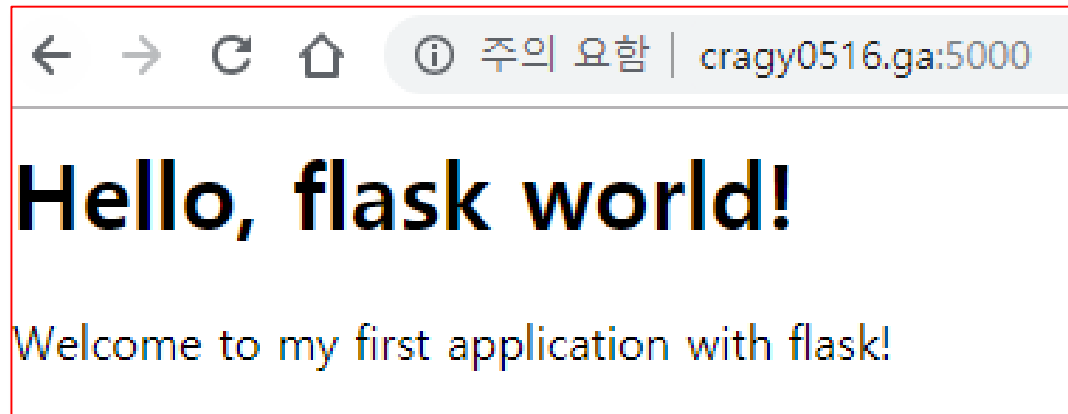 주의 요함 | cragy0516.ga:5000
Hello, flask world!
Welcome to my first application with flask!